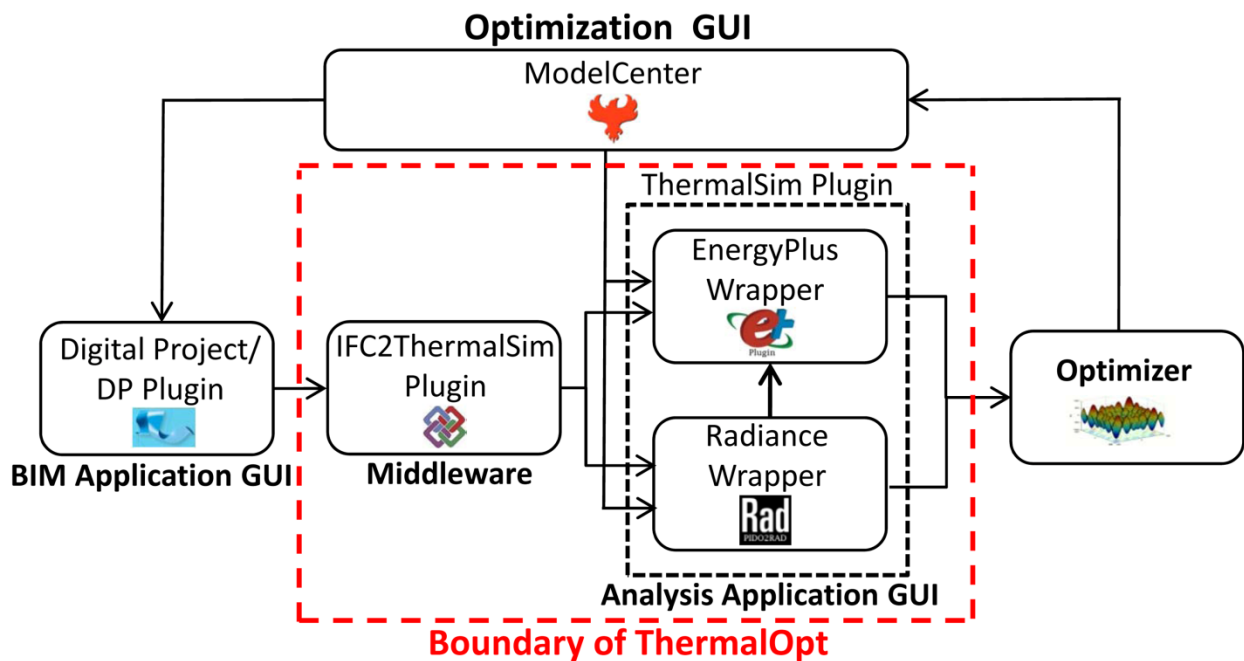 Optimization GUI
ModelCenter
ThermalSim Plugin
EnergyPlus
Wrapper
Plugin
Digital Project/
DP Plugin
BIM Application GUI
IFC2ThermalSim
Plugin
Middleware
Radiance
Wrapper
Rad
PIDO2RAD
Analysis Application GUI
Optimizer
Boundary of ThermalOpt